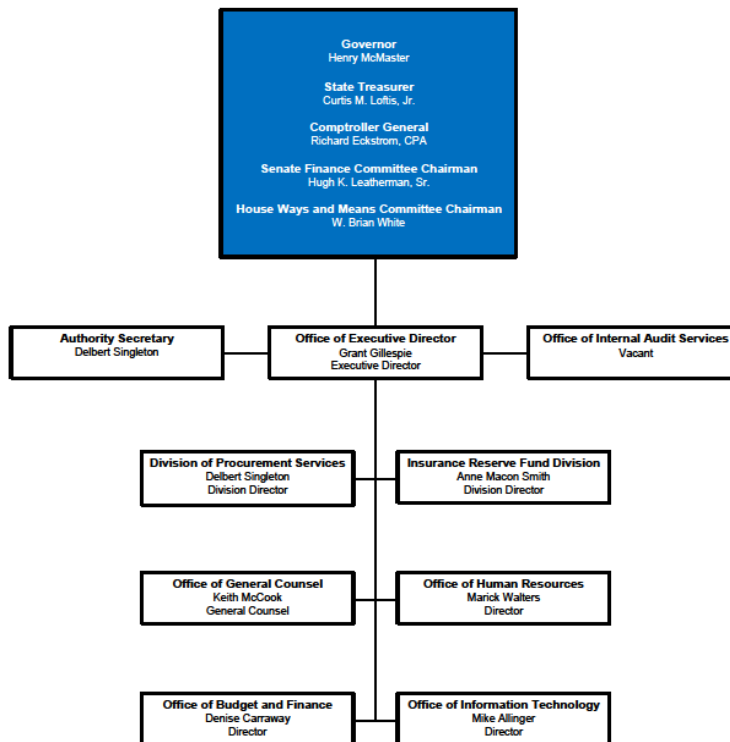 Governor
Henry McMaster
State Treasurer
Curtis M. Loftis, Jr.
Comptroller General
Richard Eckstrom, CPA
Senate Finance Committee Chairman
Hugh K. Leatherman, Sr.
House Ways and Means Committee Chairman
W. Brian White
Authority Secretary
Delbert Singleton
Office of Executive Director
Grant Gillespie
Executive Director
Office of Internal Audit Services
Vacant
Division of Procurement Services
Delbert Singleton
Division Director
Insurance Reserve Fund Division
Anne Macon Smith
Division Director
Office of General Counsel
Keith McCook
General Counsel
Office of Human Resources
Marick Walters
Director
Office of Budget and Finance
Denise Carraway
Director
Office of Information Technology
Mike Allinger
Director